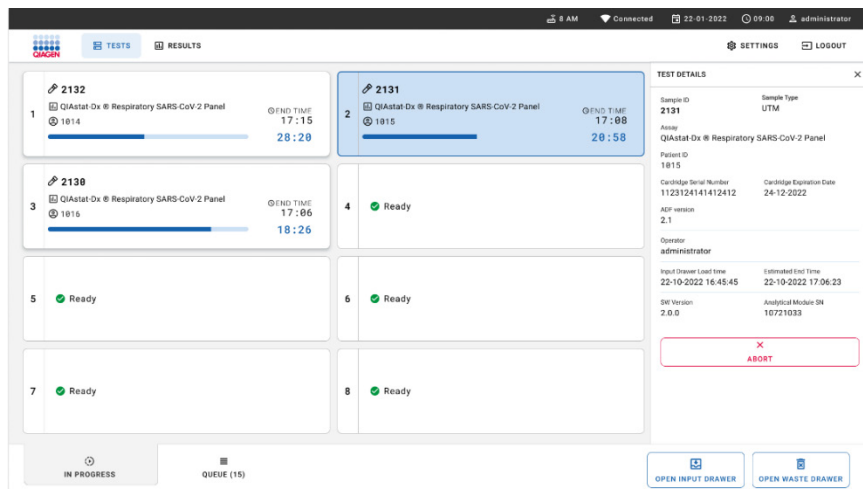 8 AM Connected 22-01-2022 09:00 administrator
QIAGEN TESTS RESULTS SETTINGS LOGOUT
1
2132
QIAstat-Dx ® Respiratory SARS-CoV-2 Panel
1014
END TIME
17:15
28:20
2
2131
QIAstat-Dx ® Respiratory SARS-CoV-2 Panel
1015
END TIME
17:08
20:58
3
2130
QIAstat-Dx ® Respiratory SARS-CoV-2 Panel
1016
END TIME
17:06
18:26
4 Ready
5 Ready
6 Ready
7 Ready
8 Ready
TEST DETAILS
Sample ID Sample Type
2131 UTM
Assay
QIAstat-Dx ® Respiratory SARS-CoV-2 Panel
Patient ID
1015
Cardridge Serial Number Cardridge Expiration Date
1123124141412412 24-12-2022
ADF version
2.1
Operator
administrator
Input Drawer Load time Estimated End Time
22-10-2022 16:45:45 22-10-2022 17:06:23
SW Version Analytical Module SN
2.0.0 10721033
ABORT
IN PROGRESS QUEUE (15)
OPEN INPUT DRAWER OPEN WASTE DRAWER